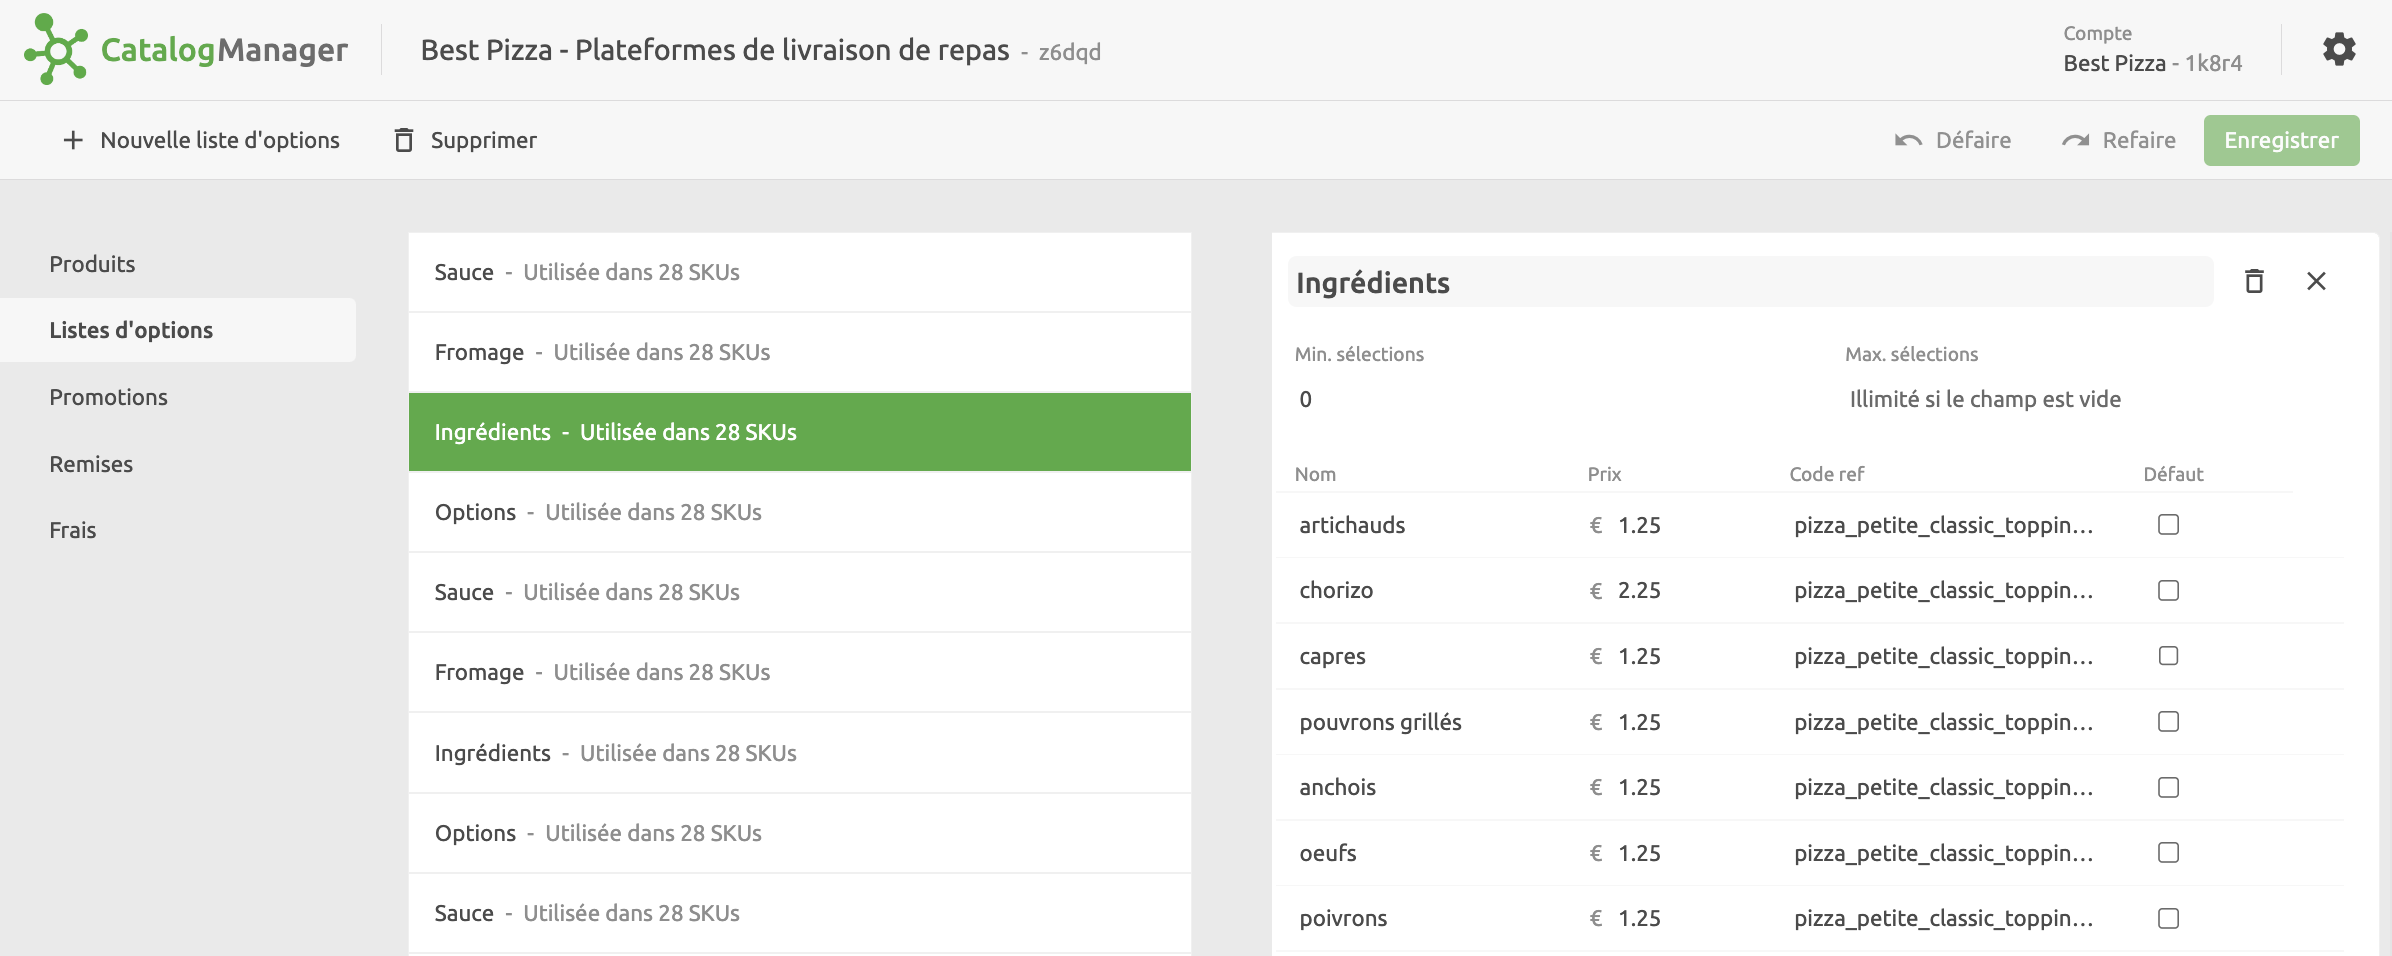 CatalogManager
Best Pizza - Plateformes de livraison de repas - z6dqd
Compte
Best Pizza - 1k8r4
Nouvelle liste d'options
Supprimer
Défaire
Refaire
Enregistrer
Produits
Listes d'options
Promotions
Remises
Frais
Sauce - Utilisée dans 28 SKUs
Fromage - Utilisée dans 28 SKUs
Ingrédients - Utilisée dans 28 SKUs
Options - Utilisée dans 28 SKUs
Sauce - Utilisée dans 28 SKUs
Fromage - Utilisée dans 28 SKUs
Ingrédients - Utilisée dans 28 SKUs
Options - Utilisée dans 28 SKUs
Sauce - Utilisée dans 28 SKUs
Ingrédients
Min. sélections Max. sélections
0 Illimité si le champ est vide
Nom Prix Code ref Défaut
artichauds € 1.25 pizza_petite_classic_toppin...
chorizo € 2.25 pizza_petite_classic_toppin...
capres € 1.25 pizza_petite_classic_toppin...
pouvrons grillés € 1.25 pizza_petite_classic_toppin...
anchois € 1.25 pizza_petite_classic_toppin...
oeufs € 1.25 pizza_petite_classic_toppin...
poivrons € 1.25 pizza_petite_classic_toppin...